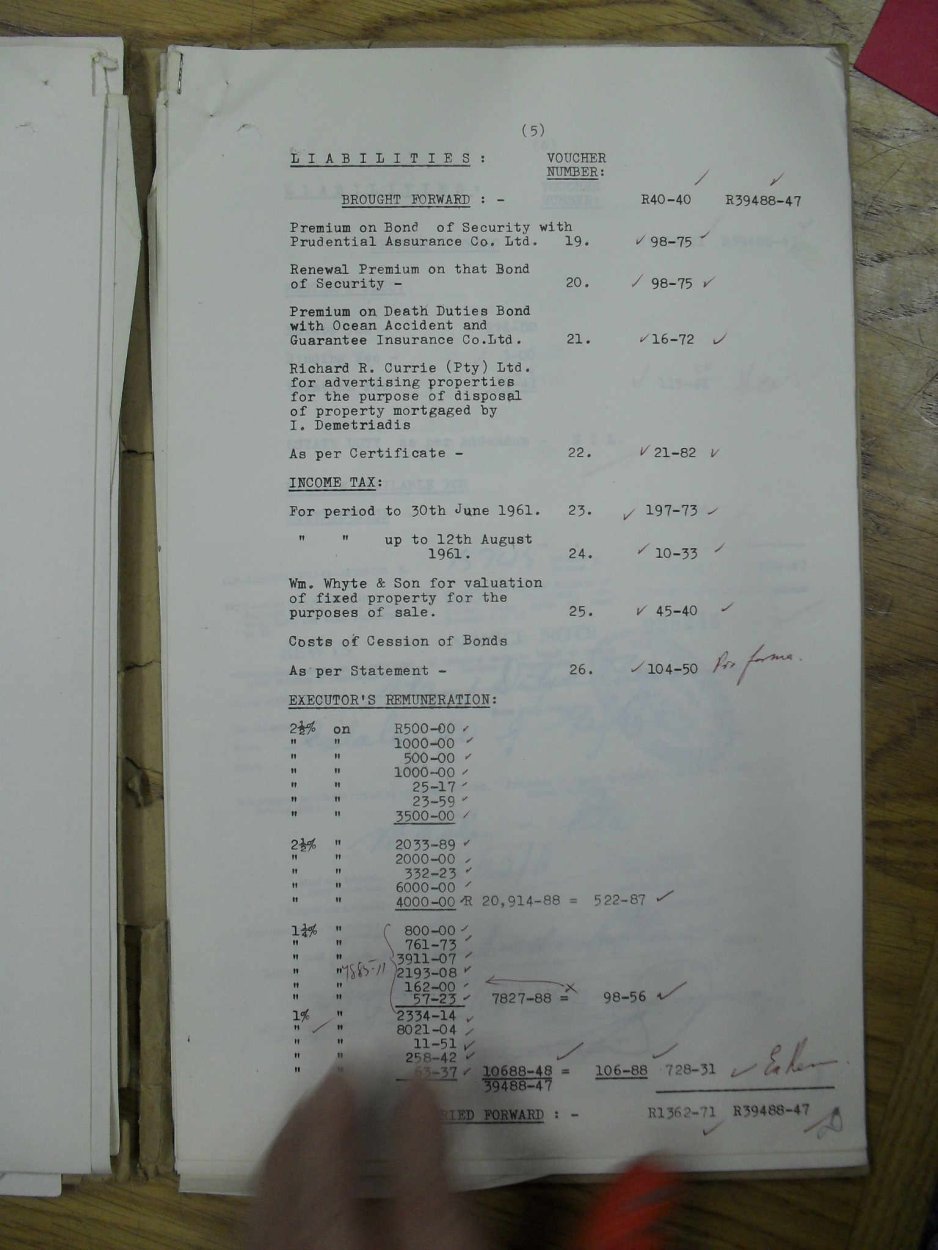 (5)
LIABILITIES : VOUCHER
NUMBER:
BROUGHT FORWARD : - R40-40 R39488-47
Premium on Bond of Security with
Prudential Assurance Co. Ltd. 19. 98-75
Renewal Premium on that Bond
of Security - 20. 98-75
Premium on Death Duties Bond
with Ocean Accident and
Guarantee Insurance Co.Ltd. 21. 16-72
Richard R. Currie (Pty) Ltd.
for advertising properties
for the purpose of disposal
of property mortgaged by
I. Demetriadis
As per Certificate - 22. 21-82
INCOME TAX:
For period to 30th June 1961. 23. 197-73
" " up to 12th August
1961. 24. 10-33
Wm. Whyte & Son for valuation
of fixed property for the
purposes of sale. 25. 45-40
Costs of Cession of Bonds
As per Statement - 26. 104-50 Pro forma.
EXECUTOR'S REMUNERATION:
2½% on R500-00
" " 1000-00
" " 500-00
" " 1000-00
" " 25-17
" " 23-59
" " 3500-00
2½% " 2033-89
" " 2000-00
" " 332-23
" " 6000-00
" " 4000-00 R 20,914-88 = 522-87
1¼% " 800-00
" " 761-73
" " 3911-07
" " 7885-11 2193-08
" " 162-00 x
" " 57-23 7827-88 = 98-56
1% " 2334-14
" " 8021-04
" " 11-51
" " 258-42
" " 63-37 10688-48 = 106-88 728-31
39488-47
FORWARD : - R1362-71 R39488-47